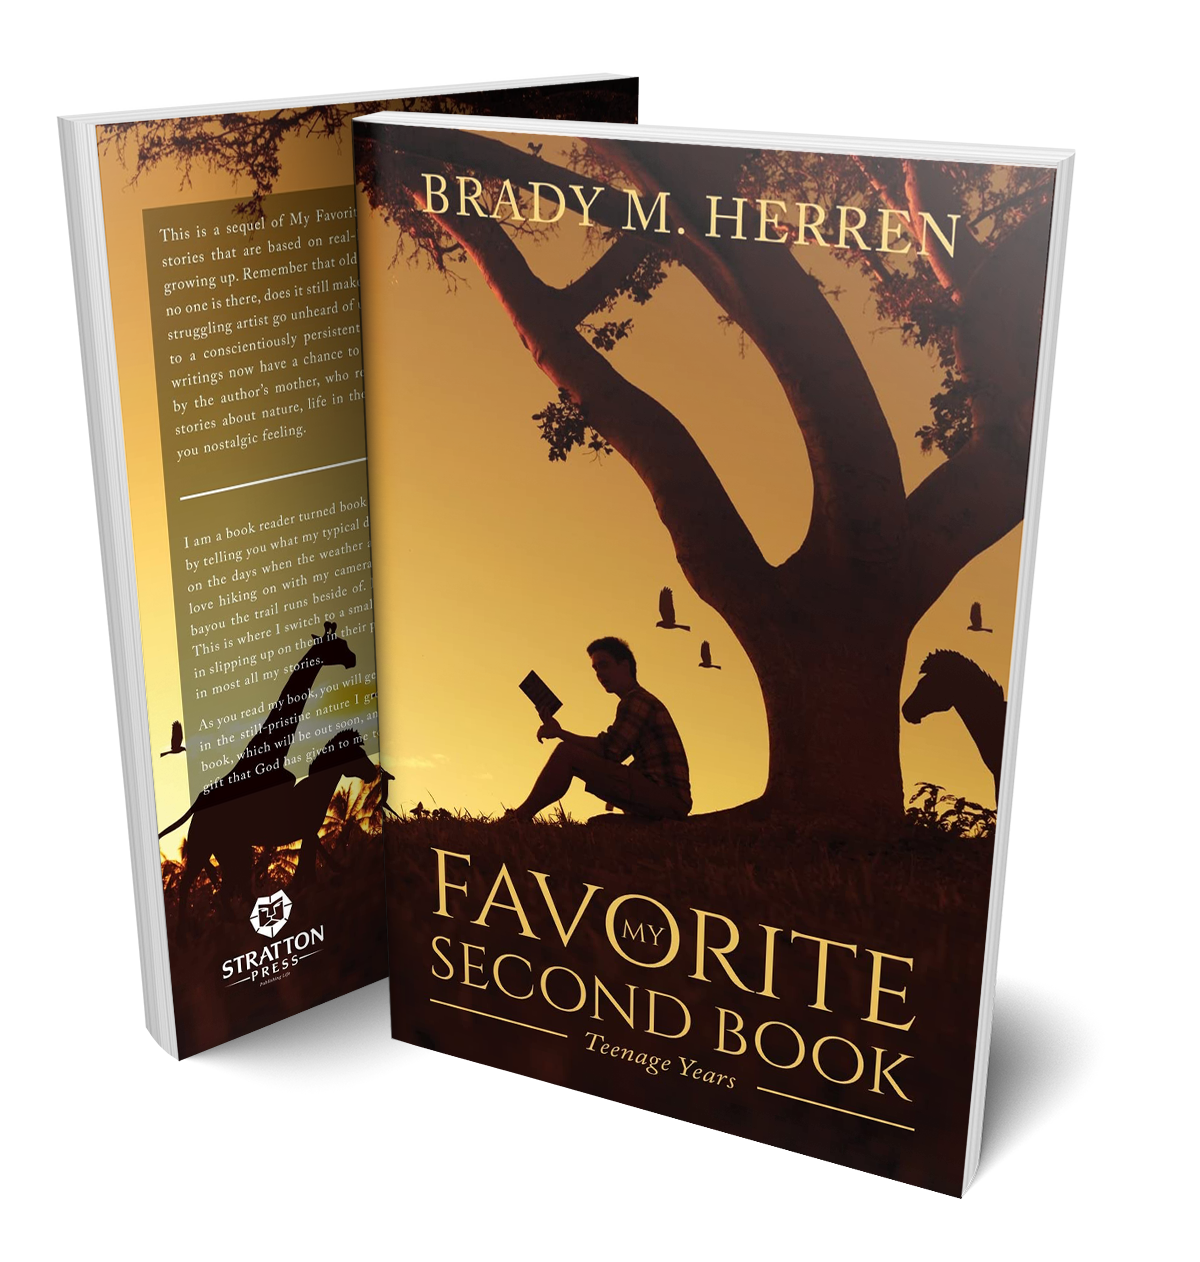 This is a sequel of My Favorit
stories that are based on real-
growing up. Remember that old
no one is there, does it still make
struggling artist go unheard of
to a conscientiously persistent
writings now have a chance to
by the author's mother, who re
stories about nature, life in the
you nostalgic feeling.
I am a book reader turned book
by telling you what my typical d
on the days when the weather
love hiking on with my camera
bayou the trail runs beside of.
This is where I switch to a smal
in slipping up on them in their p
in most all my stories.
As you read my book, you will ge
in the still-pristine nature I gr
book, which will be out soon, an
gift that God has given to me to
STRATTON
PRESS
Publishing Life
BRADY M. HERREN
FAVORITE
MY
SECOND BOOK
Teenage Years